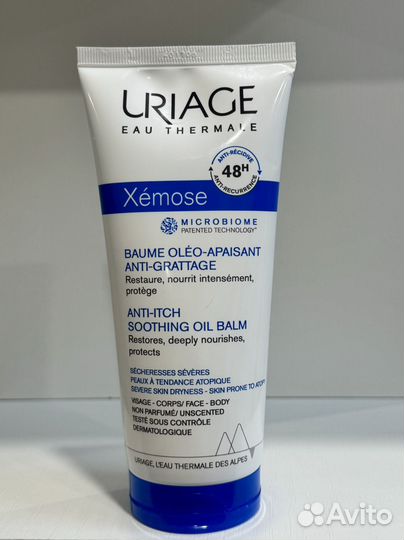 URIAGE
EAU THERMALE
ANTI-RÉCIDIVE
48H
ANTI-RECURRENCE
Xémose
MICROBIOME
PATENTED TECHNOLOGY*
BAUME OLÉO-APAISANT
ANTI-GRATTAGE
Restaure, nourrit intensément,
protège
ANTI-ITCH
SOOTHING OIL BALM
Restores, deeply nourishes,
protects
SÉCHERESSES SÉVÈRES
PEAUX À TENDANCE ATOPIQUE
SEVERE SKIN DRYNESS - SKIN PRONE TO
VISAGE - CORPS/ FACE - BODY
NON PARFUMÉ/ UNSCENTED
TESTÉ SOUS CONTRÔLE
DERMATOLOGIQUE
URIAGE, L'EAU THERMALE DES ALPES
Avito